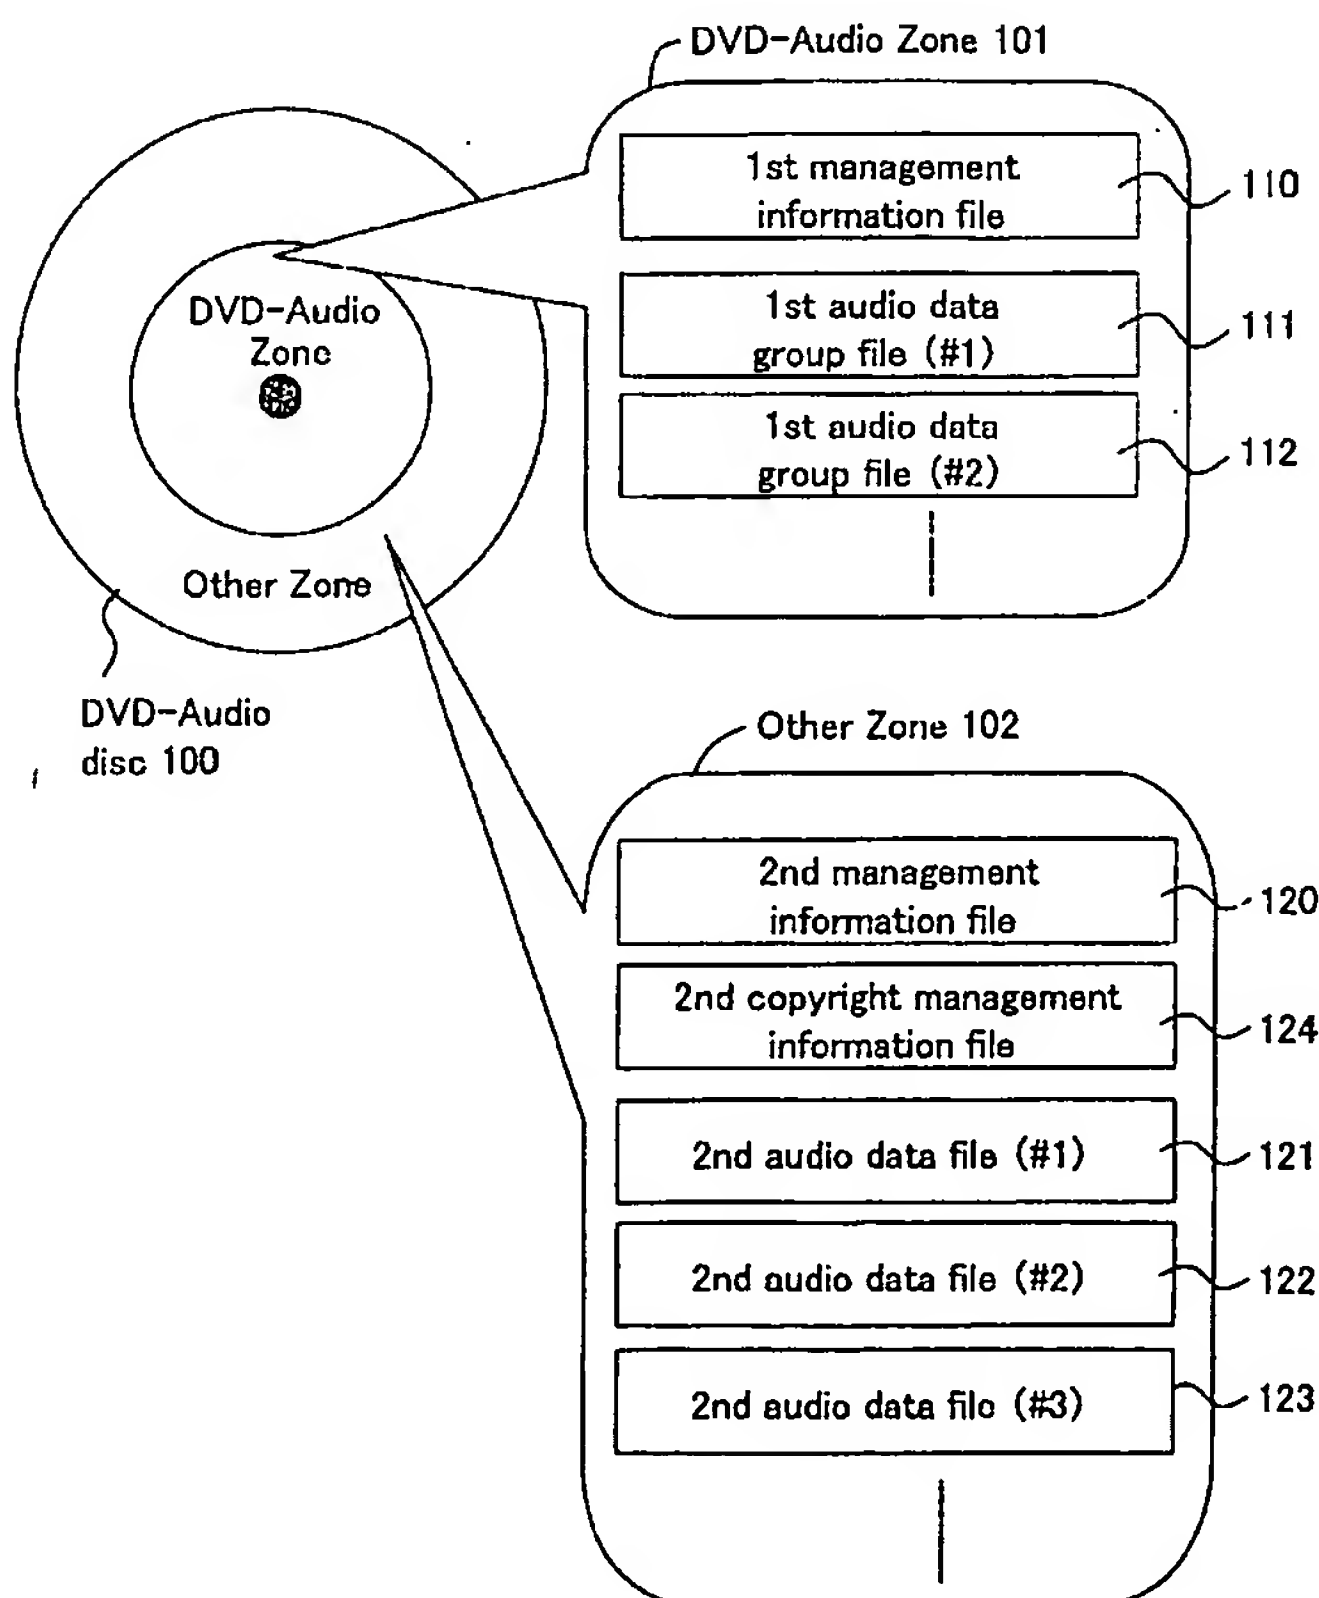 DVD-Audio Zone 101
1st management
information file
110
1st audio data
group file (#1)
111
1st audio data
group file (#2)
112
DVD-Audio
Zone
Other Zone
DVD-Audio
disc 100
Other Zone 102
2nd management
information file
120
2nd copyright management
information file
124
2nd audio data file (#1)
121
2nd audio data file (#2)
122
2nd audio data file (#3)
123